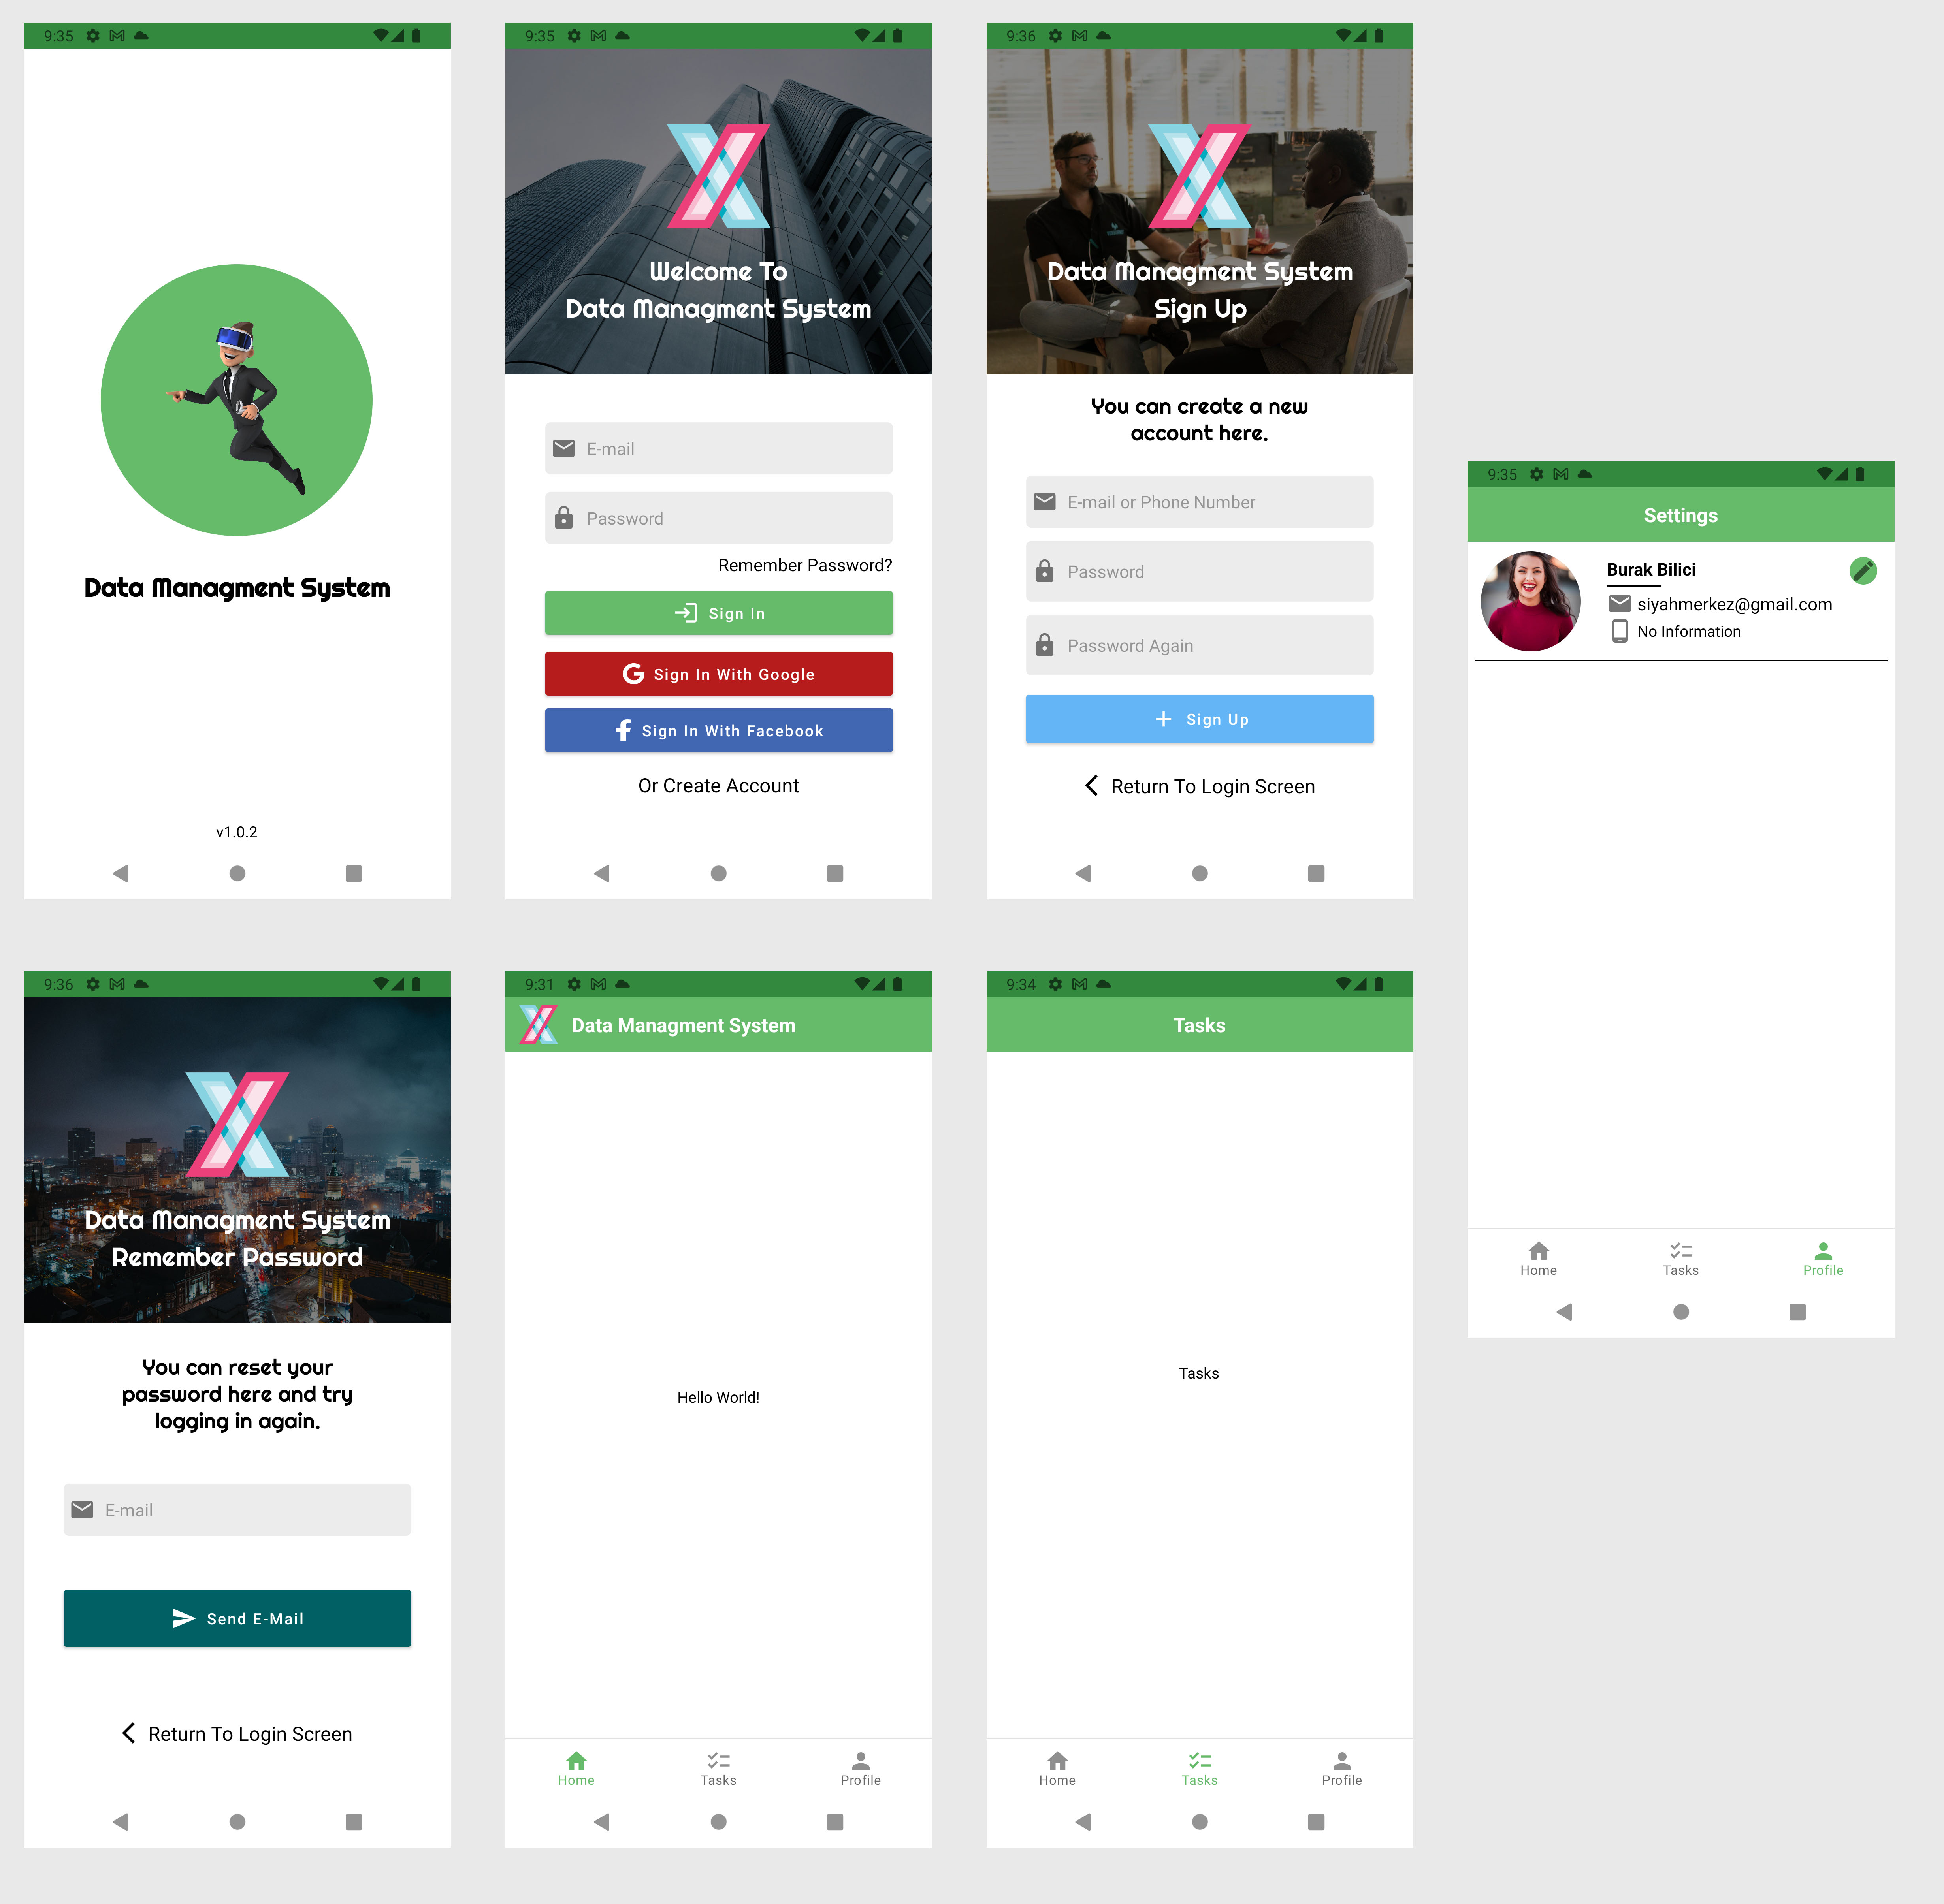 9:35
Data Managment System
v1.0.2
9:35
Welcome To
Data Managment System
E-mail
Password
Remember Password?
Sign In
Sign In With Google
Sign In With Facebook
Or Create Account
9:36
Data Managment System
Sign Up
You can create a new
account here.
E-mail or Phone Number
Password
Password Again
Sign Up
Return To Login Screen
9:35
Settings
Burak Bilici
siyahmerkez@gmail.com
No Information
Home
Tasks
Profile
9:36
Data Managment System
Remember Password
You can reset your
password here and try
logging in again.
E-mail
Send E-Mail
Return To Login Screen
9:31
Data Managment System
Hello World!
Home
Tasks
Profile
9:34
Tasks
Tasks
Home
Tasks
Profile